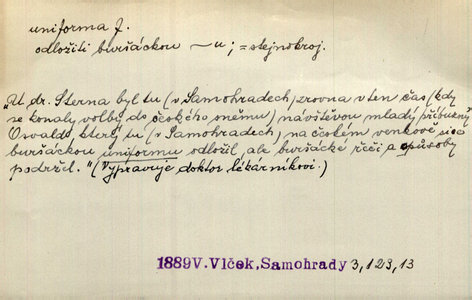 uniforma f.
odložiti buršáckou ~u; = stejnokroj.
„U dr. Sterna byl tu (v Samohradech) zrovna v ten čas (kdy
se konaly volby do českého sněmu) návštěvou mladý příbuzný
Osvald, který tu (v Samohradech) na českém venkově sice
buršáckou uniformu odložil, ale buršácké řeči a způsoby
podržel." (Vypravuje doktor lékárníkovi.)
1889 V. Vlček, Samohrady 3, 123, 13